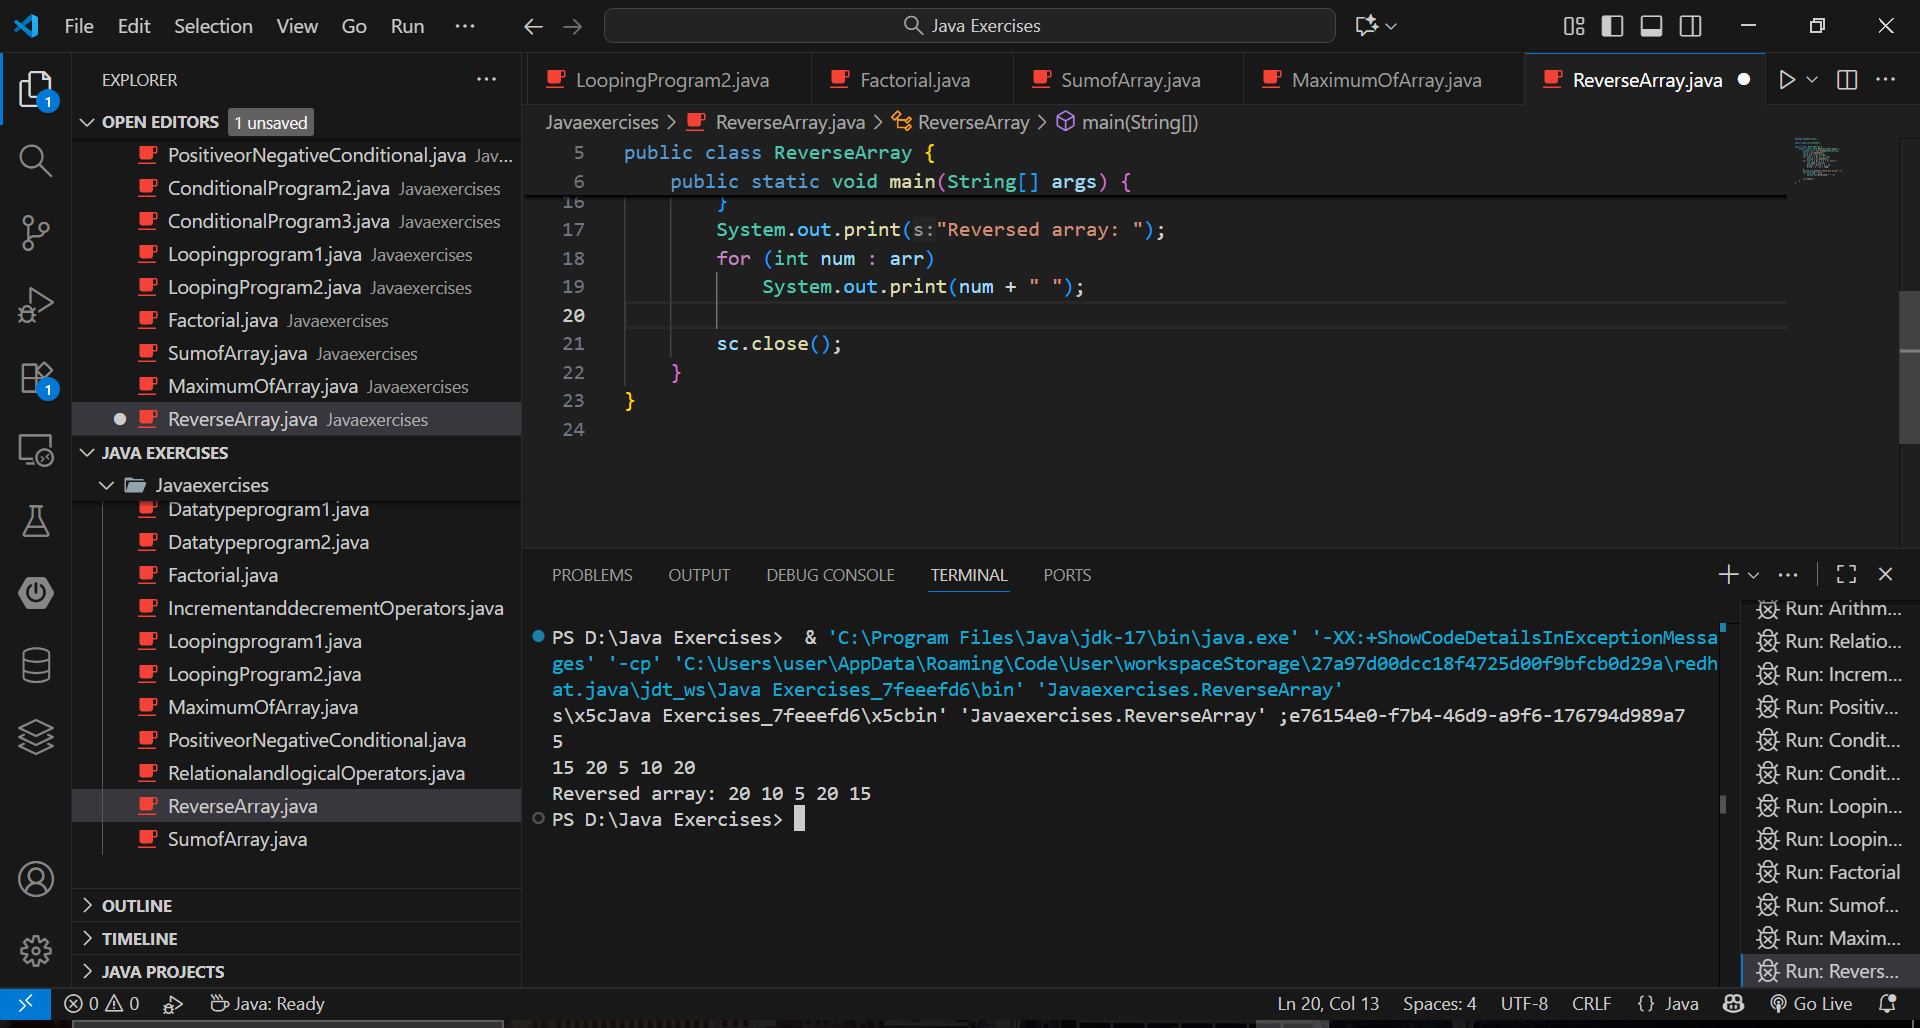 File Edit Selection View Go Run ··· Java Exercises
EXPLORER ···
OPEN EDITORS 1 unsaved
PositiveorNegativeConditional.java Jav...
ConditionalProgram2.java Javaexercises
ConditionalProgram3.java Javaexercises
Loopingprogram1.java Javaexercises
LoopingProgram2.java Javaexercises
Factorial.java Javaexercises
SumofArray.java Javaexercises
MaximumOfArray.java Javaexercises
ReverseArray.java Javaexercises
JAVA EXERCISES
Javaexercises
Datatypeprogram1.java
Datatypeprogram2.java
Factorial.java
IncrementanddecrementOperators.java
Loopingprogram1.java
LoopingProgram2.java
MaximumOfArray.java
PositiveorNegativeConditional.java
RelationalandlogicalOperators.java
ReverseArray.java
SumofArray.java
OUTLINE
TIMELINE
JAVA PROJECTS
1
1
LoopingProgram2.java Factorial.java SumofArray.java MaximumOfArray.java ReverseArray.java
Javaexercises > ReverseArray.java > ReverseArray > main(String[])
5 public class ReverseArray {
6 public static void main(String[] args) {
16 }
17 System.out.print(s:"Reversed array: ");
18 for (int num : arr)
19 System.out.print(num + " ");
20
21 sc.close();
22 }
23 }
24
PROBLEMS OUTPUT DEBUG CONSOLE TERMINAL PORTS
PS D:\Java Exercises> & 'C:\Program Files\Java\jdk-17\bin\java.exe' '-XX:+ShowCodeDetailsInExceptionMessa
ges' '-cp' 'C:\Users\user\AppData\Roaming\Code\User\workspaceStorage\27a97d00dcc18f4725d00f9bfcb0d29a\redh
at.java\jdt_ws\Java Exercises_7feeefd6\bin' 'Javaexercises.ReverseArray'
s\x5cJava Exercises_7feeefd6\x5cbin' 'Javaexercises.ReverseArray' ;e76154e0-f7b4-46d9-a9f6-176794d989a7
5
15 20 5 10 20
Reversed array: 20 10 5 20 15
PS D:\Java Exercises>
Run: Arithm...
Run: Relatio...
Run: Increm...
Run: Positiv...
Run: Condit...
Run: Condit...
Run: Loopin...
Run: Loopin...
Run: Factorial
Run: Sumof...
Run: Maxim...
Run: Revers...
0 0 Java: Ready Ln 20, Col 13 Spaces: 4 UTF-8 CRLF {} Java Go Live